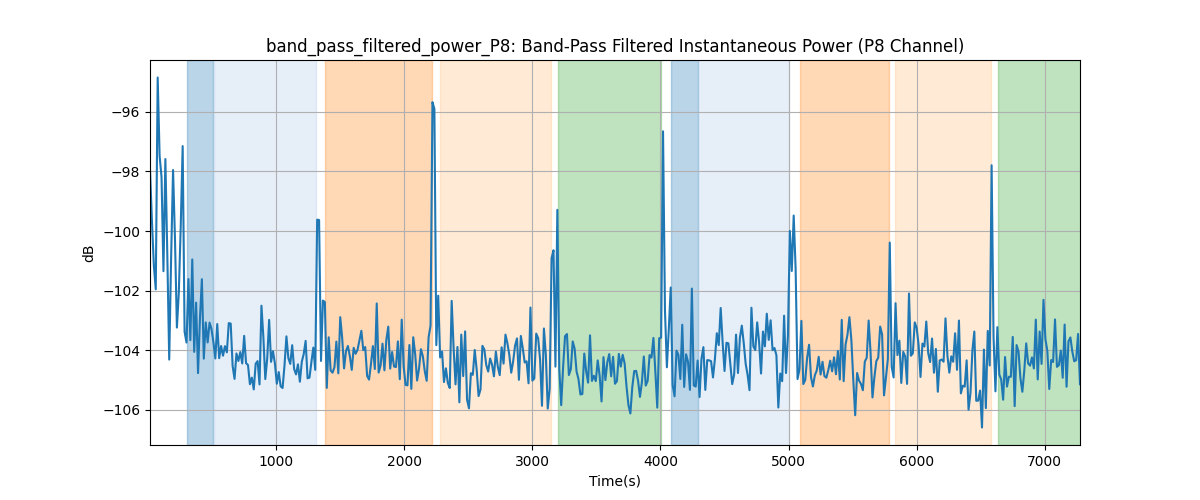 band_pass_filtered_power_P8: Band-Pass Filtered Instantaneous Power (P8 Channel)
dB
−96
−98
−100
−102
−104
−106
1000 2000 3000 4000 5000 6000 7000
Time(s)